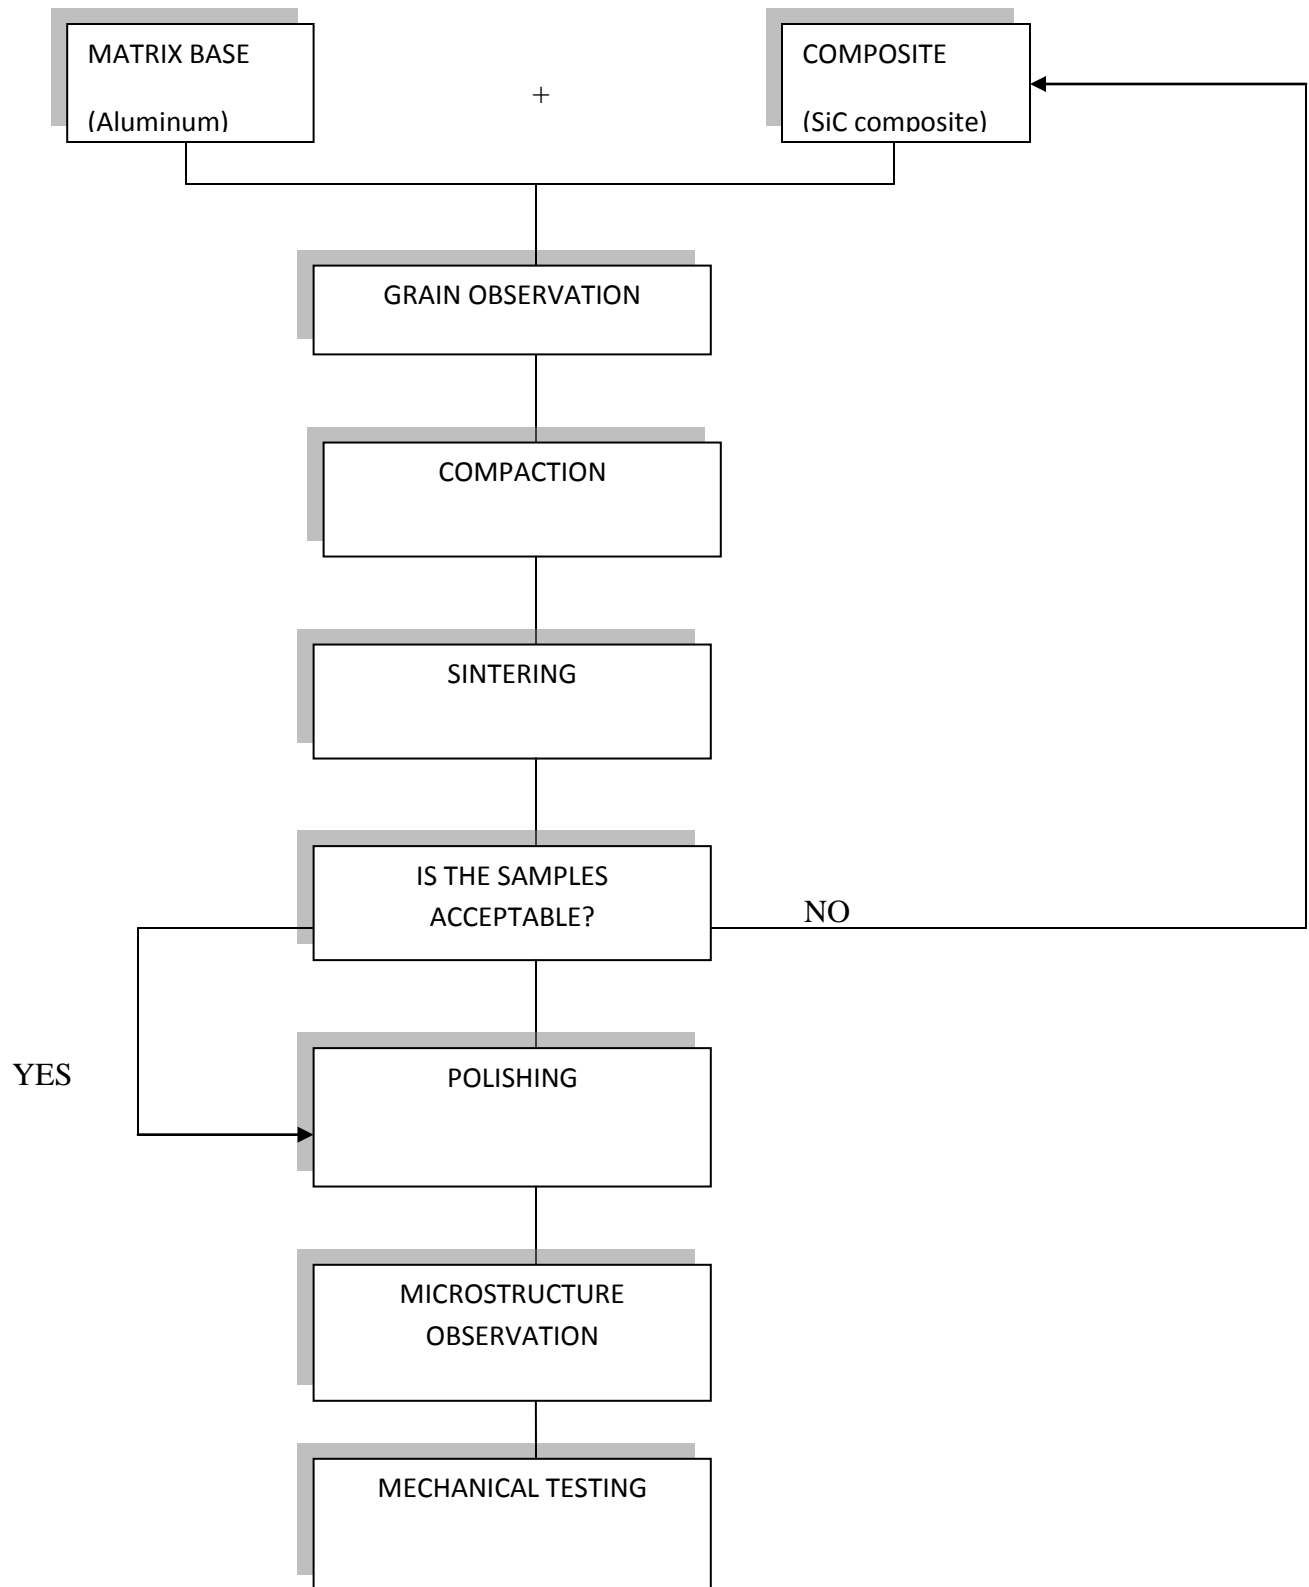 MATRIX BASE
(Aluminum)
+
COMPOSITE
(SiC composite)
GRAIN OBSERVATION
COMPACTION
SINTERING
IS THE SAMPLES
ACCEPTABLE?
NO
YES
POLISHING
MICROSTRUCTURE
OBSERVATION
MECHANICAL TESTING